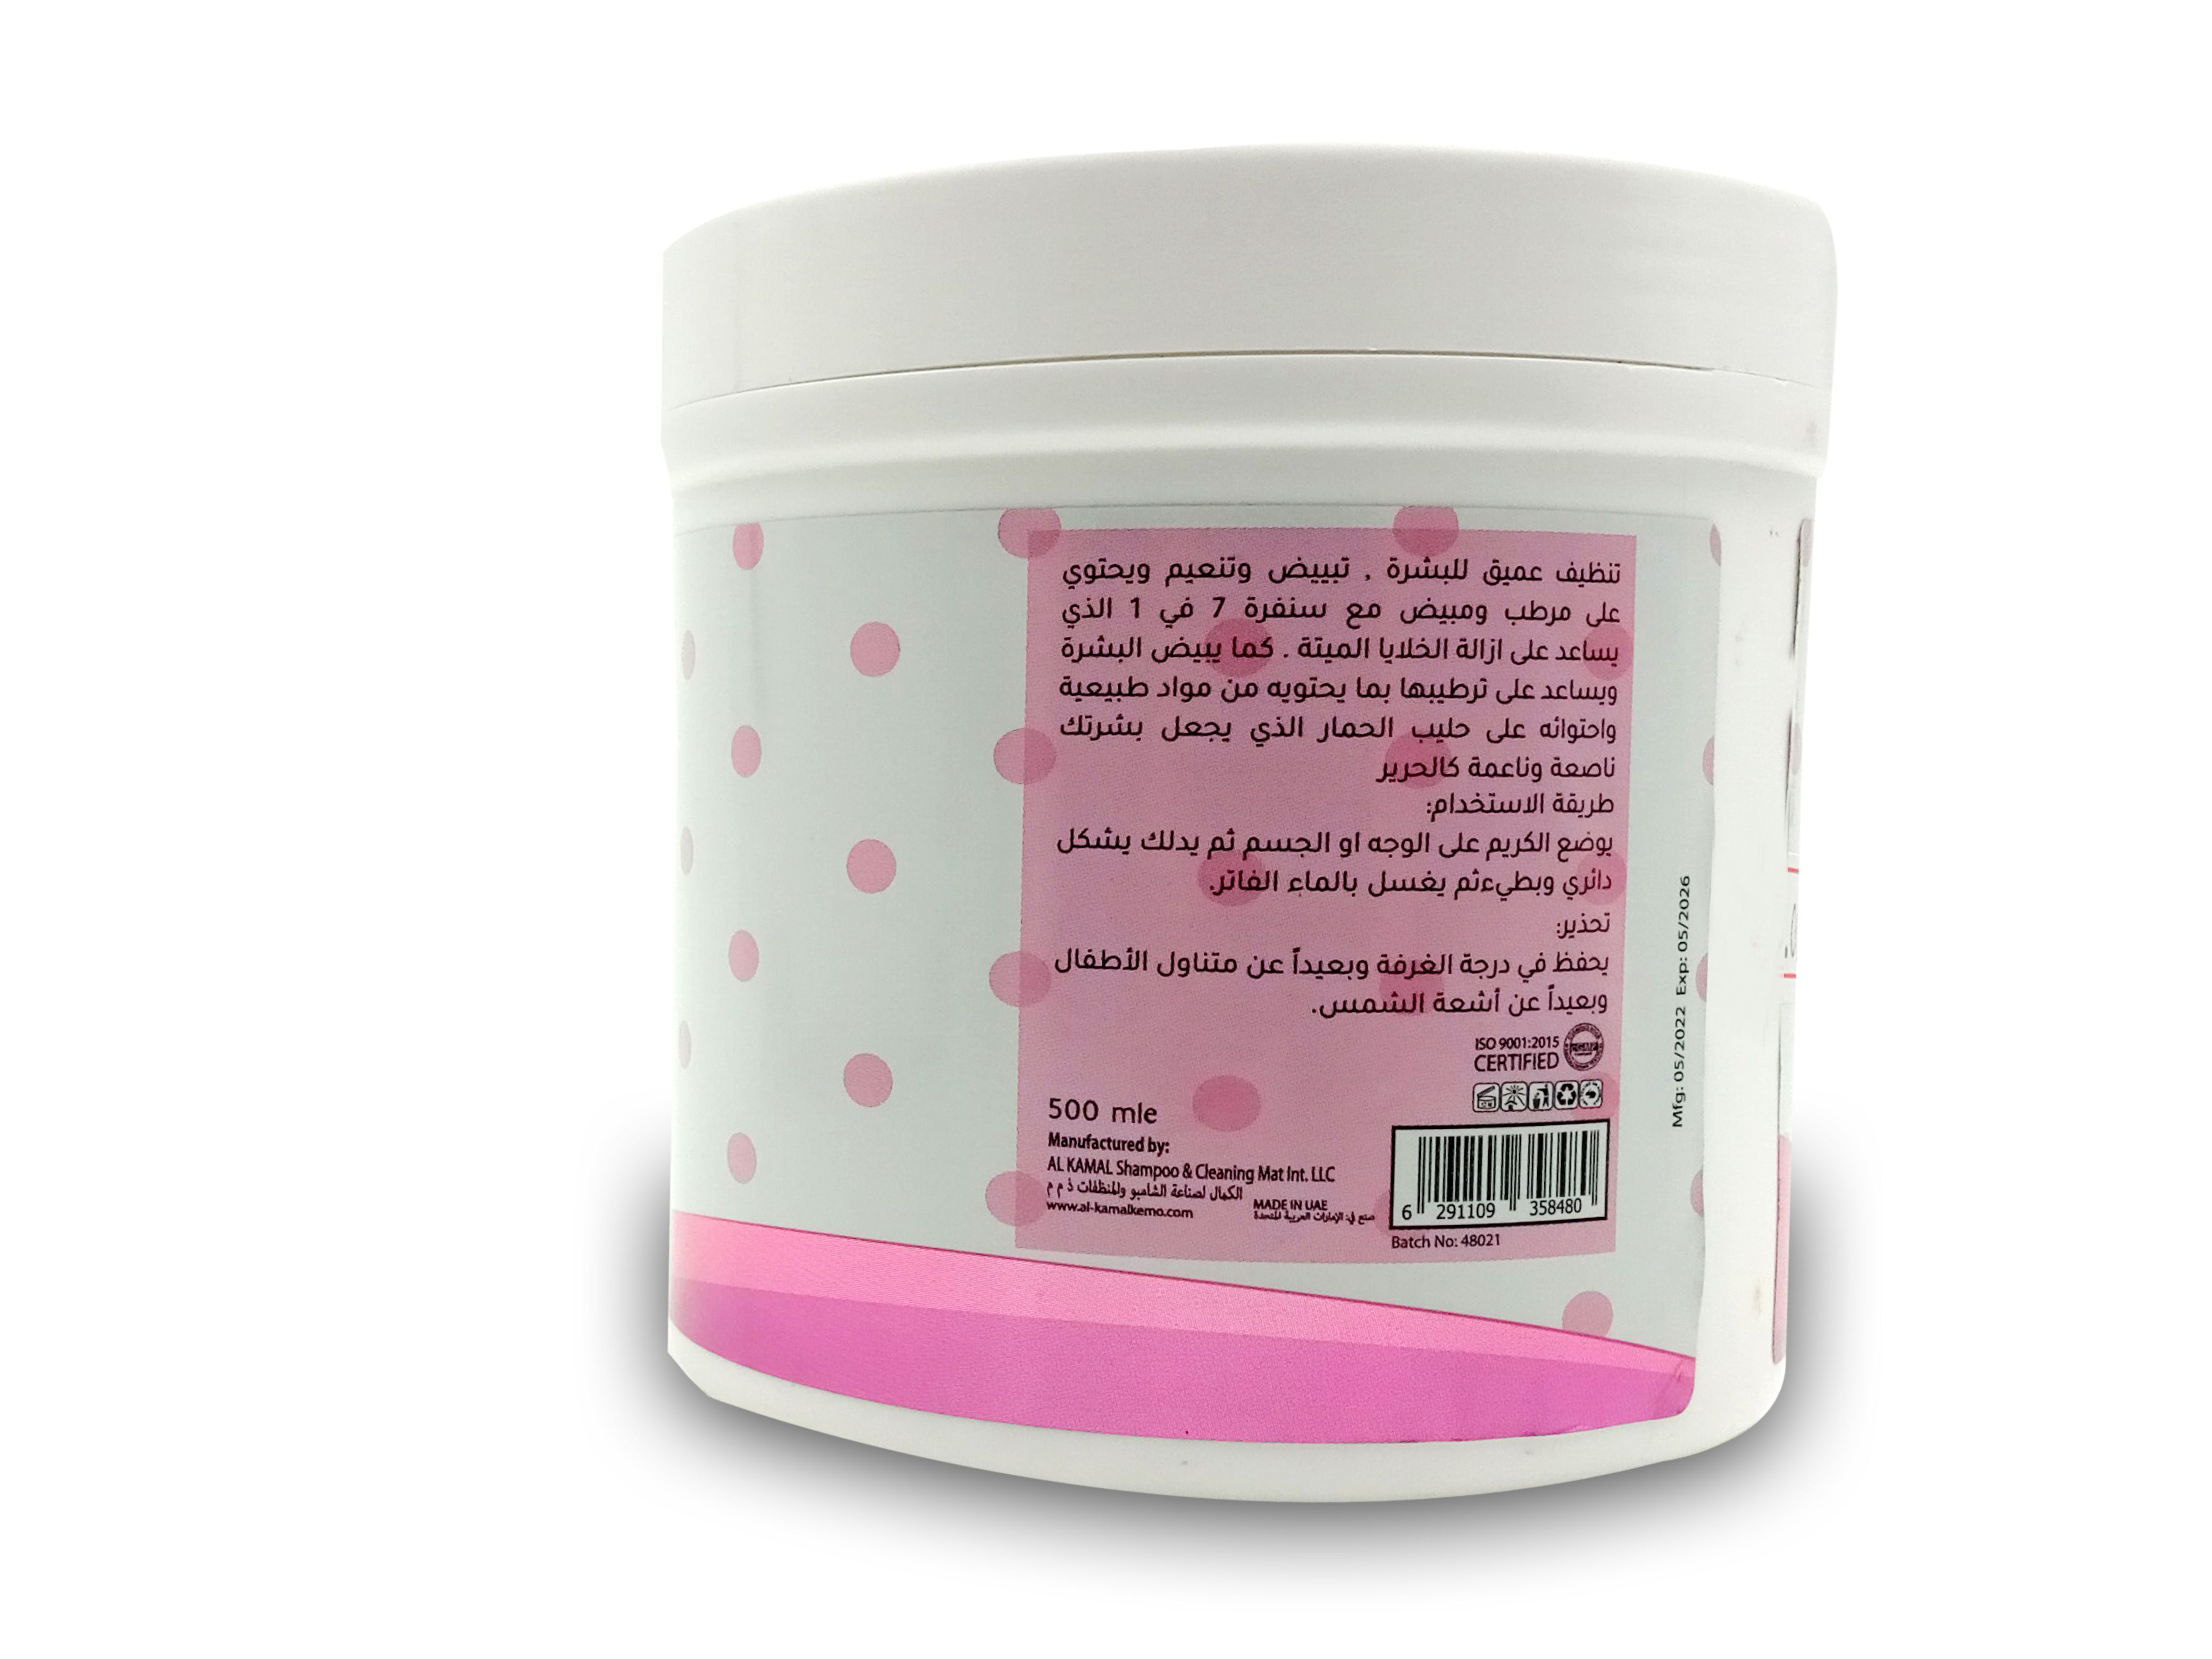 تنظيف عميق للبشرة , تبييض وتنعيم ويحتوي
على مرطب ومبيض مع سنفرة 7 في 1 الذي
يساعد على ازالة الخلايا الميتة . كما يبيض البشرة
ويساعد على ترطيبها بما يحتويه من مواد طبيعية
واحتوائه على حليب الحمار الذي يجعل بشرتك
ناصعة وناعمة كالحرير
طريقة الاستخدام:
يوضع الكريم على الوجه او الجسم ثم يدلك يشكل
دائري وبطيءثم يغسل بالماء الفاتر.
تحذير:
يحفظ في درجة الغرفة وبعيداً عن متناول الأطفال
وبعيداً عن أشعة الشمس.
ISO 9001:2015
CERTIFIED
GMP
500 mle
Manufactured by:
AL KAMAL Shampoo & Cleaning Mat Int. LLC
الكمال لصناعة الشامبو والمنظفات ذ م م
www.al-kamalkemo.com
MADE IN UAE
صنع في: الإمارات العربية المتحدة
6 291109 358480
Batch No: 48021
Mfg: 05/2022 Exp: 05/2026